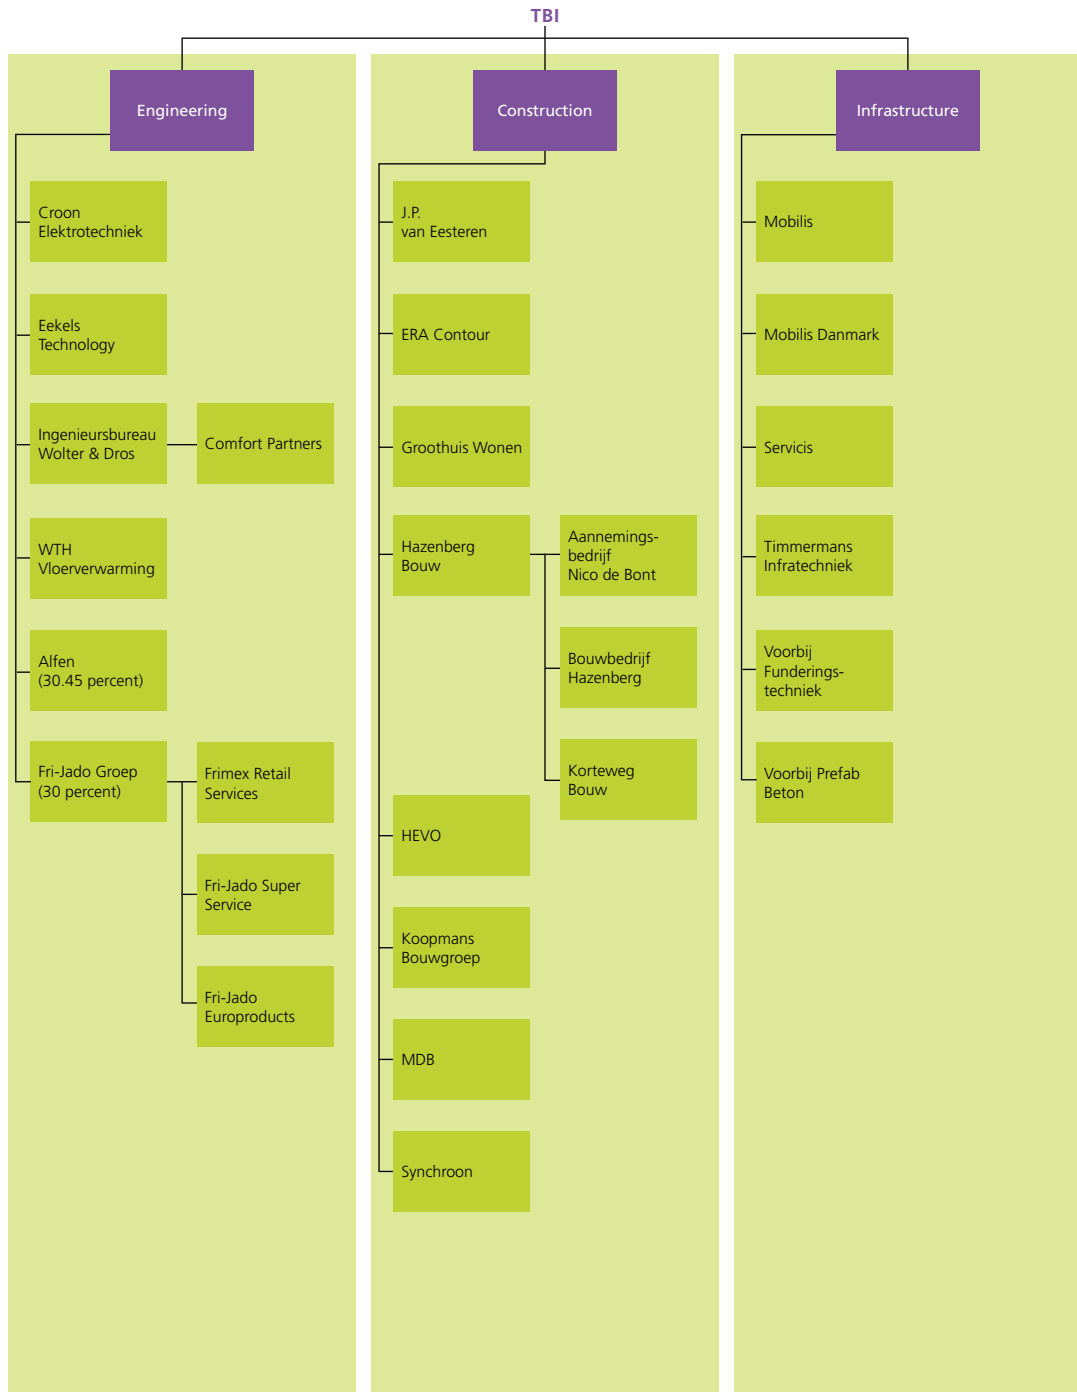 TBI
Engineering
Croon
Elektrotechniek
Eekels
Technology
Ingenieursbureau
Wolter & Dros
Comfort Partners
WTH
Vloerverwarming
Alfen
(30.45 percent)
Fri-Jado Groep
(30 percent)
Frimex Retail
Services
Fri-Jado Super
Service
Fri-Jado
Europroducts
Construction
J.P.
van Eesteren
ERA Contour
Groothuis Wonen
Hazenberg
Bouw
Aannemings-
bedrijf
Nico de Bont
Bouwbedrijf
Hazenberg
Korteweg
Bouw
HEVO
Koopmans
Bouwgroep
MDB
Synchroon
Infrastructure
Mobilis
Mobilis Danmark
Servicis
Timmermans
Infratechniek
Voorbij
Funderings-
techniek
Voorbij Prefab
Beton